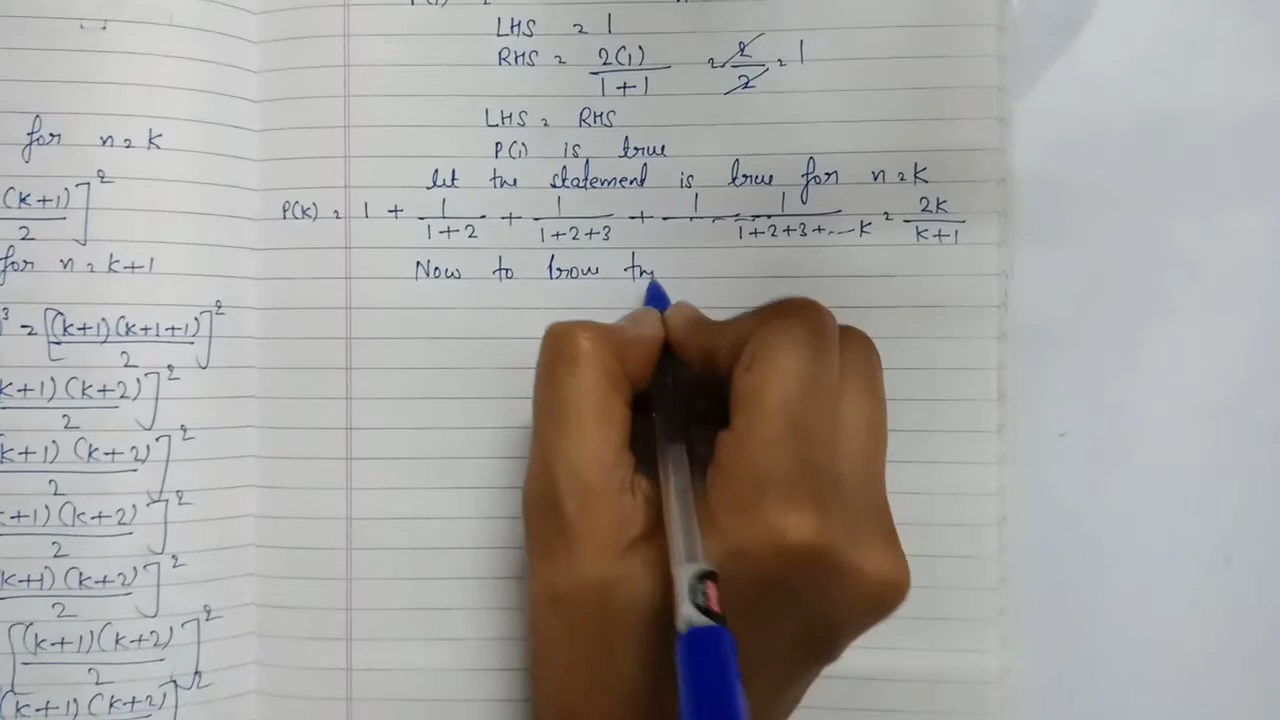 LHS = 1
RHS = 2(1)/1+1 = 2/2 = 1
LHS = RHS
P(1) is true
let the statement is true for n = k
P(k) = 1 + 1/1+2 + 1/1+2+3 + 1 ---- 1/1+2+3+...k = 2k/k+1
Now to prove
for n = k
(k+1)/2]²
for n = k+1
³ = [(k+1)(k+1+1)/2]²
k+1)(k+2)/2]²
k+1)(k+2)/2]²
k+1)(k+2)/2]²
k+1)(k+2)/2]²
[(k+1)(k+2)/2]²
(k+1)(k+2)]²